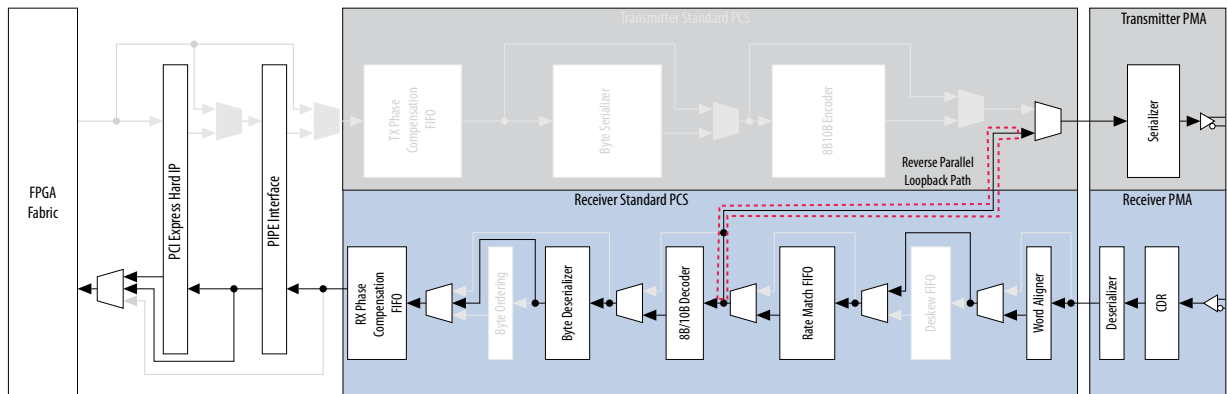 Transmitter Standard PCS
Transmitter PMA
FPGA
Fabric
PCI Express Hard IP
PIPE Interface
TX Phase
Compensation
FIFO
Byte Serializer
8B10B Encoder
Serializer
Reverse Parallel
Loopback Path
Receiver Standard PCS
Receiver PMA
RX Phase
Compensation
FIFO
Byte Ordering
Byte Deserializer
8B/10B Decoder
Rate Match FIFO
Deskew FIFO
Word Aligner
Deserializer
CDR